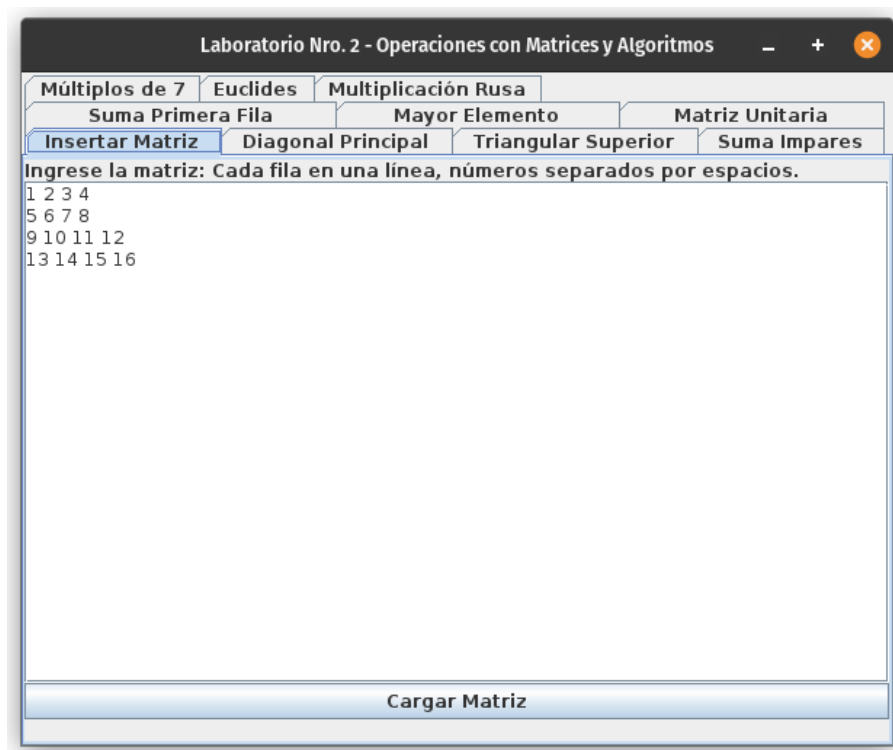 Laboratorio Nro. 2 - Operaciones con Matrices y Algoritmos
Múltiplos de 7 Euclides Multiplicación Rusa
Suma Primera Fila Mayor Elemento Matriz Unitaria
Insertar Matriz Diagonal Principal Triangular Superior Suma Impares
Ingrese la matriz: Cada fila en una línea, números separados por espacios.
1 2 3 4
5 6 7 8
9 10 11 12
13 14 15 16
Cargar Matriz